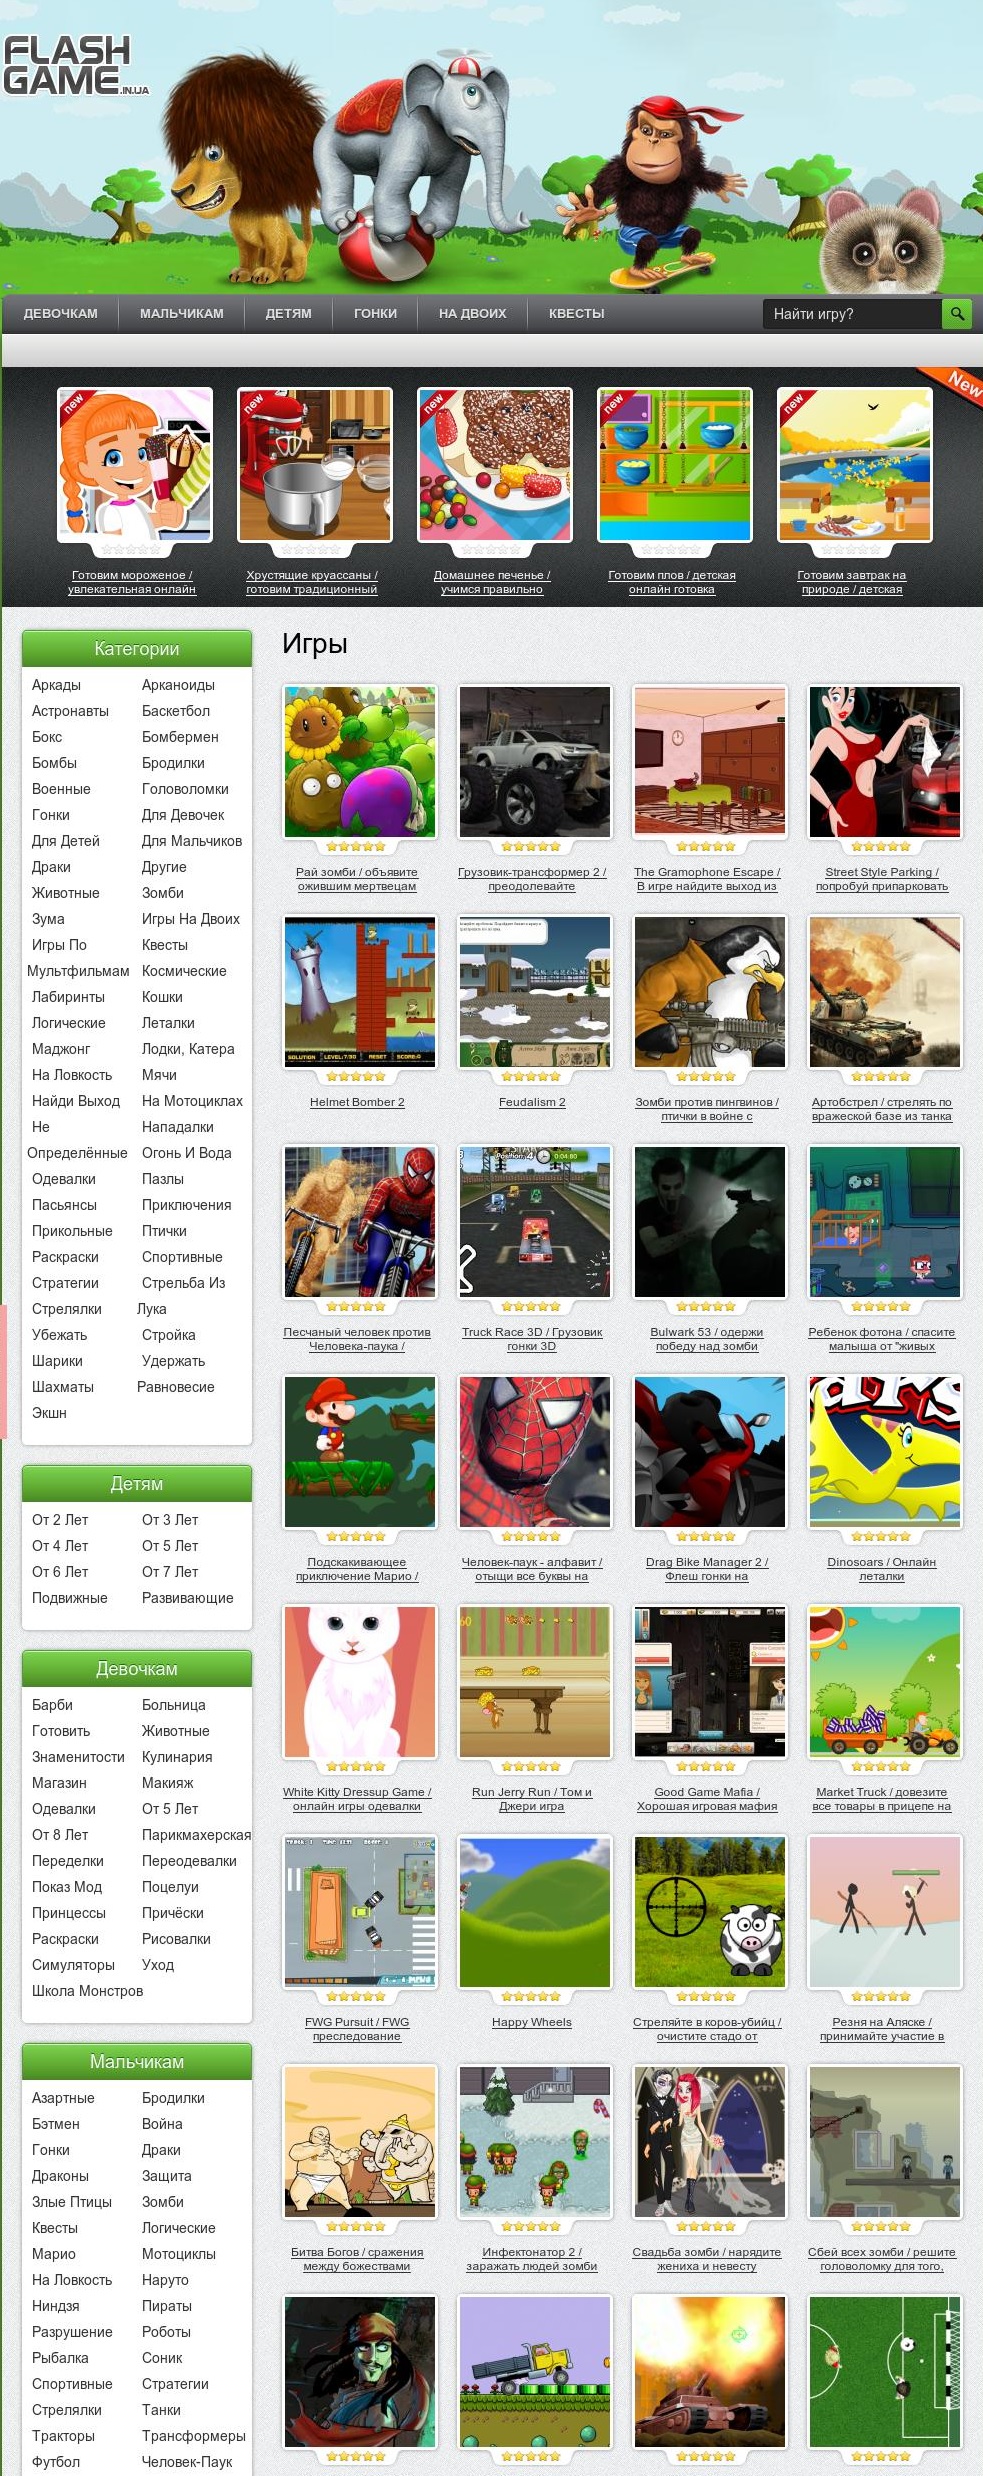 FLASH
GAME.IN.UA
ДЕВОЧКАМ
МАЛЬЧИКАМ
ДЕТЯМ
ГОНКИ
НА ДВОИХ
КВЕСТЫ
Найти игру?
New
new
new
new
new
new
Готовим мороженое /
увлекательная онлайн
Хрустящие круассаны /
готовим традиционный
Домашнее печенье /
учимся правильно
Готовим плов / детская
онлайн готовка
Готовим завтрак на
природе / детская
Категории
Аркады
Арканоиды
Астронавты
Баскетбол
Бокс
Бомбермен
Бомбы
Бродилки
Военные
Головоломки
Гонки
Для Девочек
Для Детей
Для Мальчиков
Драки
Другие
Животные
Зомби
Зума
Игры На Двоих
Игры По
Мультфильмам
Квесты
Космические
Лабиринты
Кошки
Логические
Леталки
Маджонг
Лодки, Катера
На Ловкость
Мячи
Найди Выход
На Мотоциклах
Не
Определённые
Нападалки
Огонь И Вода
Одевалки
Пазлы
Пасьянсы
Приключения
Прикольные
Птички
Раскраски
Спортивные
Стратегии
Стрельба Из
Лука
Стрелялки
Убежать
Стройка
Шарики
Удержать
Равновесие
Шахматы
Экшн
Детям
От 2 Лет
От 3 Лет
От 4 Лет
От 5 Лет
От 6 Лет
От 7 Лет
Подвижные
Развивающие
Девочкам
Барби
Больница
Готовить
Животные
Знаменитости
Кулинария
Магазин
Макияж
Одевалки
От 5 Лет
От 8 Лет
Парикмахерская
Переделки
Переодевалки
Показ Мод
Поцелуи
Принцессы
Причёски
Раскраски
Рисовалки
Симуляторы
Уход
Школа Монстров
Мальчикам
Азартные
Бродилки
Бэтмен
Война
Гонки
Драки
Драконы
Защита
Злые Птицы
Зомби
Квесты
Логические
Марио
Мотоциклы
На Ловкость
Наруто
Ниндзя
Пираты
Разрушение
Роботы
Рыбалка
Соник
Спортивные
Стратегии
Стрелялки
Танки
Тракторы
Трансформеры
Футбол
Человек-Паук
Игры
Рай зомби / объявите
ожившим мертвецам
Грузовик-трансформер 2 /
преодолевайте
The Gramophone Escape /
В игре найдите выход из
Street Style Parking /
попробуй припарковать
SOLUTION
LEVEL:7/30
RESET
SCORE:0
Helmet Bomber 2
Feudalism 2
Зомби против пингвинов /
птички в войне с
Артобстрел / стрелять по
вражеской базе из танка
Position: 4
0:04:80
Песчаный человек против
Человека-паука /
Truck Race 3D / Грузовик
гонки 3D
Bulwark 53 / одержи
победу над зомби
Ребенок фотона / спасите
малыша от "живых
Подскакивающее
приключение Марио /
Человек-паук - алфавит /
отыщи все буквы на
Drag Bike Manager 2 /
Флеш гонки на
Dinosoars / Онлайн
леталки
White Kitty Dressup Game /
онлайн игры одевалки
Run Jerry Run / Том и
Джери игра
Good Game Mafia /
Хорошая игровая мафия
Market Truck / довезите
все товары в прицепе на
FWG Pursuit / FWG
преследование
Happy Wheels
Стреляйте в коров-убийц /
очистите стадо от
Резня на Аляске /
принимайте участие в
Битва Богов / сражения
между божествами
Инфектонатор 2 /
заражать людей зомби
Свадьба зомби / нарядите
жениха и невесту
Сбей всех зомби / решите
головоломку для того,